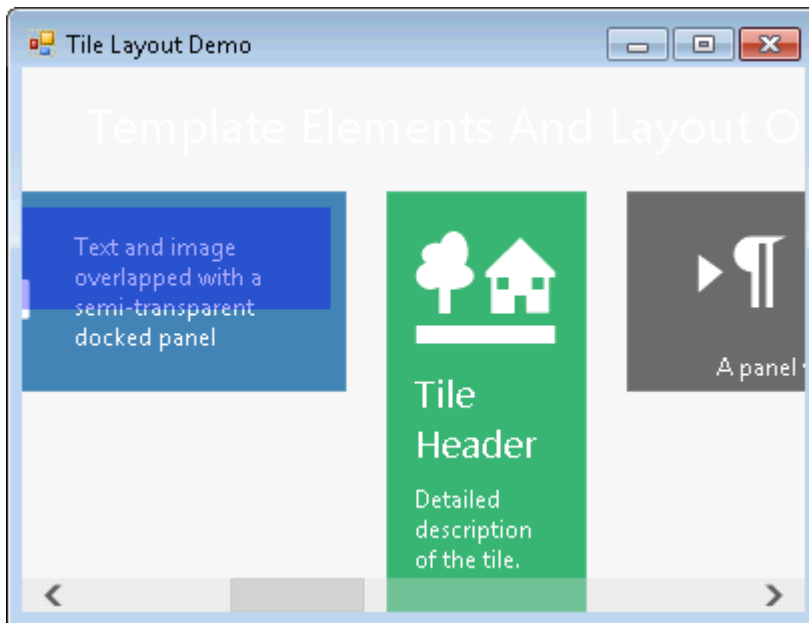 Tile Layout Demo
Template Elements And Layout O
Text and image
overlapped with a
semi-transparent
docked panel
Tile
Header
Detailed
description
of the tile.
¶
A panel